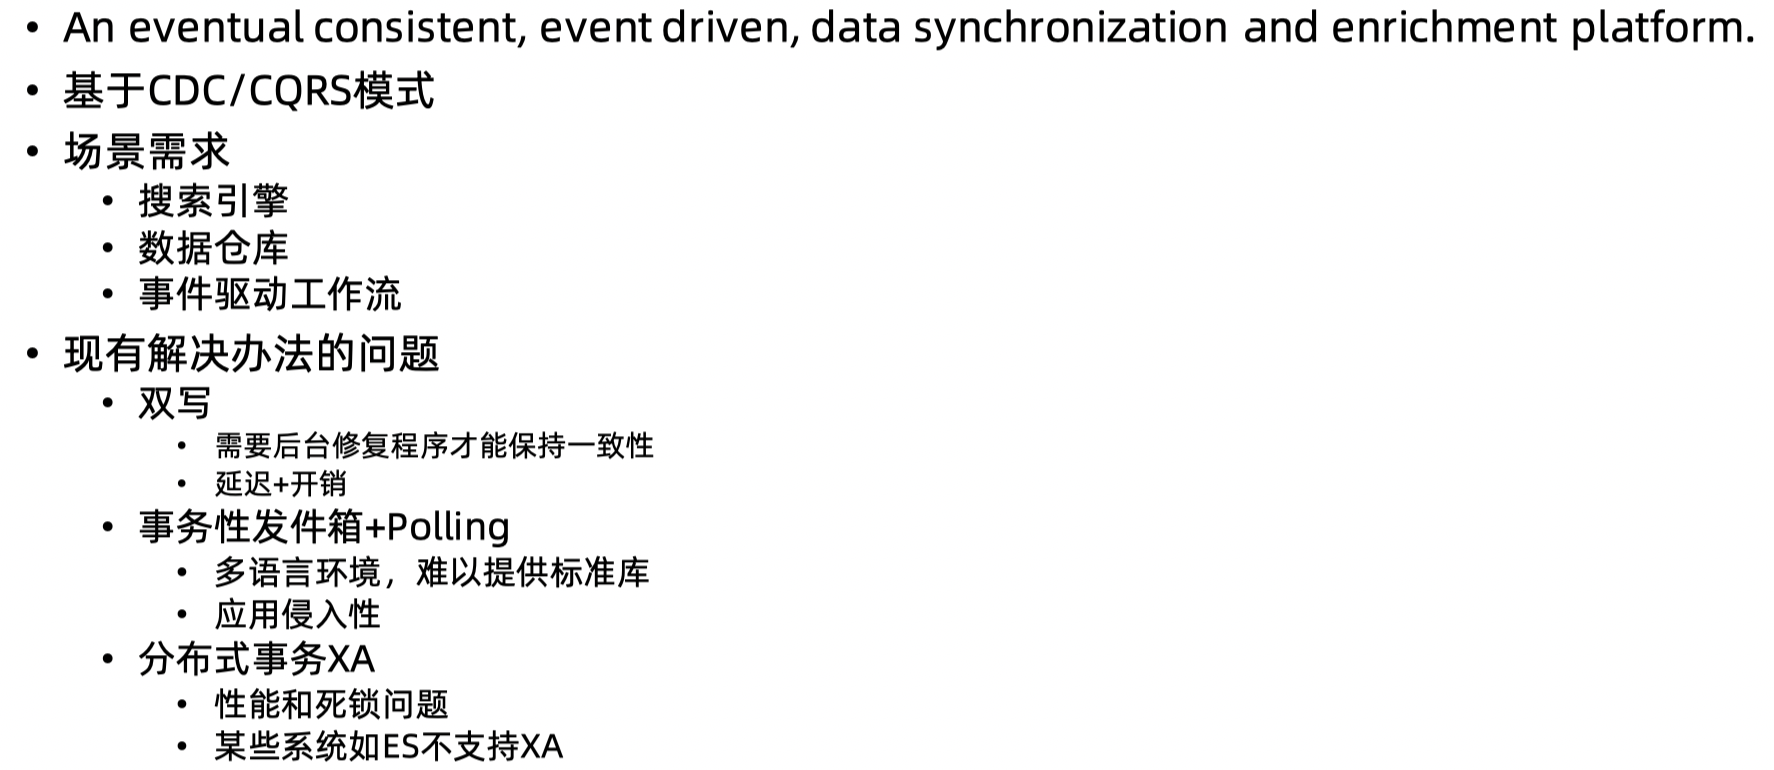 • An eventual consistent, event driven, data synchronization and enrichment platform.
• 基于CDC/CQRS模式
• 场景需求
• 搜索引擎
• 数据仓库
• 事件驱动工作流
• 现有解决办法的问题
• 双写
• 需要后台修复程序才能保持一致性
• 延迟+开销
• 事务性发件箱+Polling
• 多语言环境，难以提供标准库
• 应用侵入性
• 分布式事务XA
• 性能和死锁问题
• 某些系统如ES不支持XA